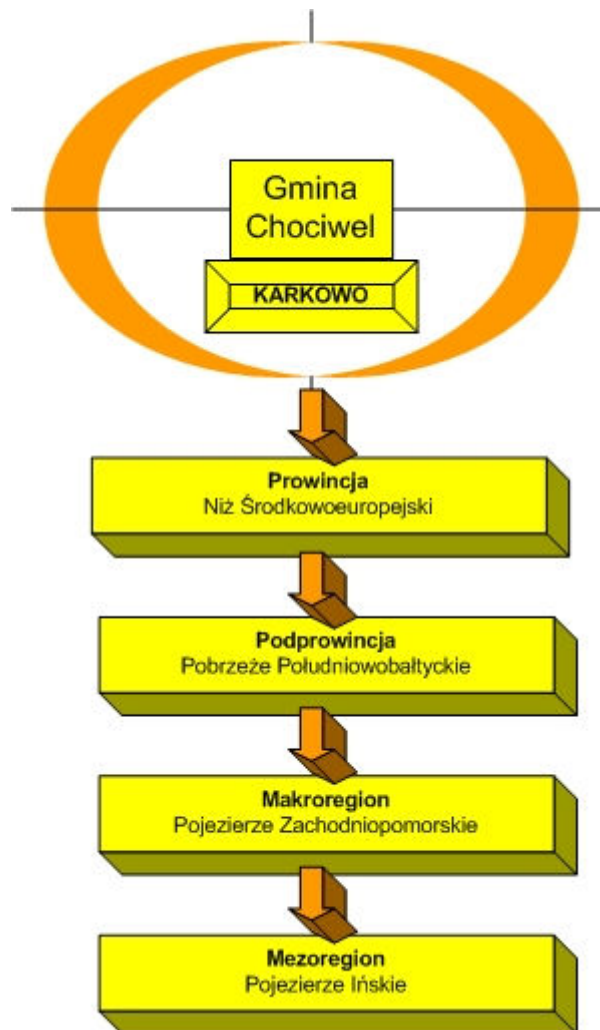 Gmina
Chociwel
KARKOWO
Prowincja
Niż Środkowoeuropejski
Podprowincja
Pobrzeże Południowobałtyckie
Makroregion
Pojezierze Zachodniopomorskie
Mezoregion
Pojezierze Ińskie